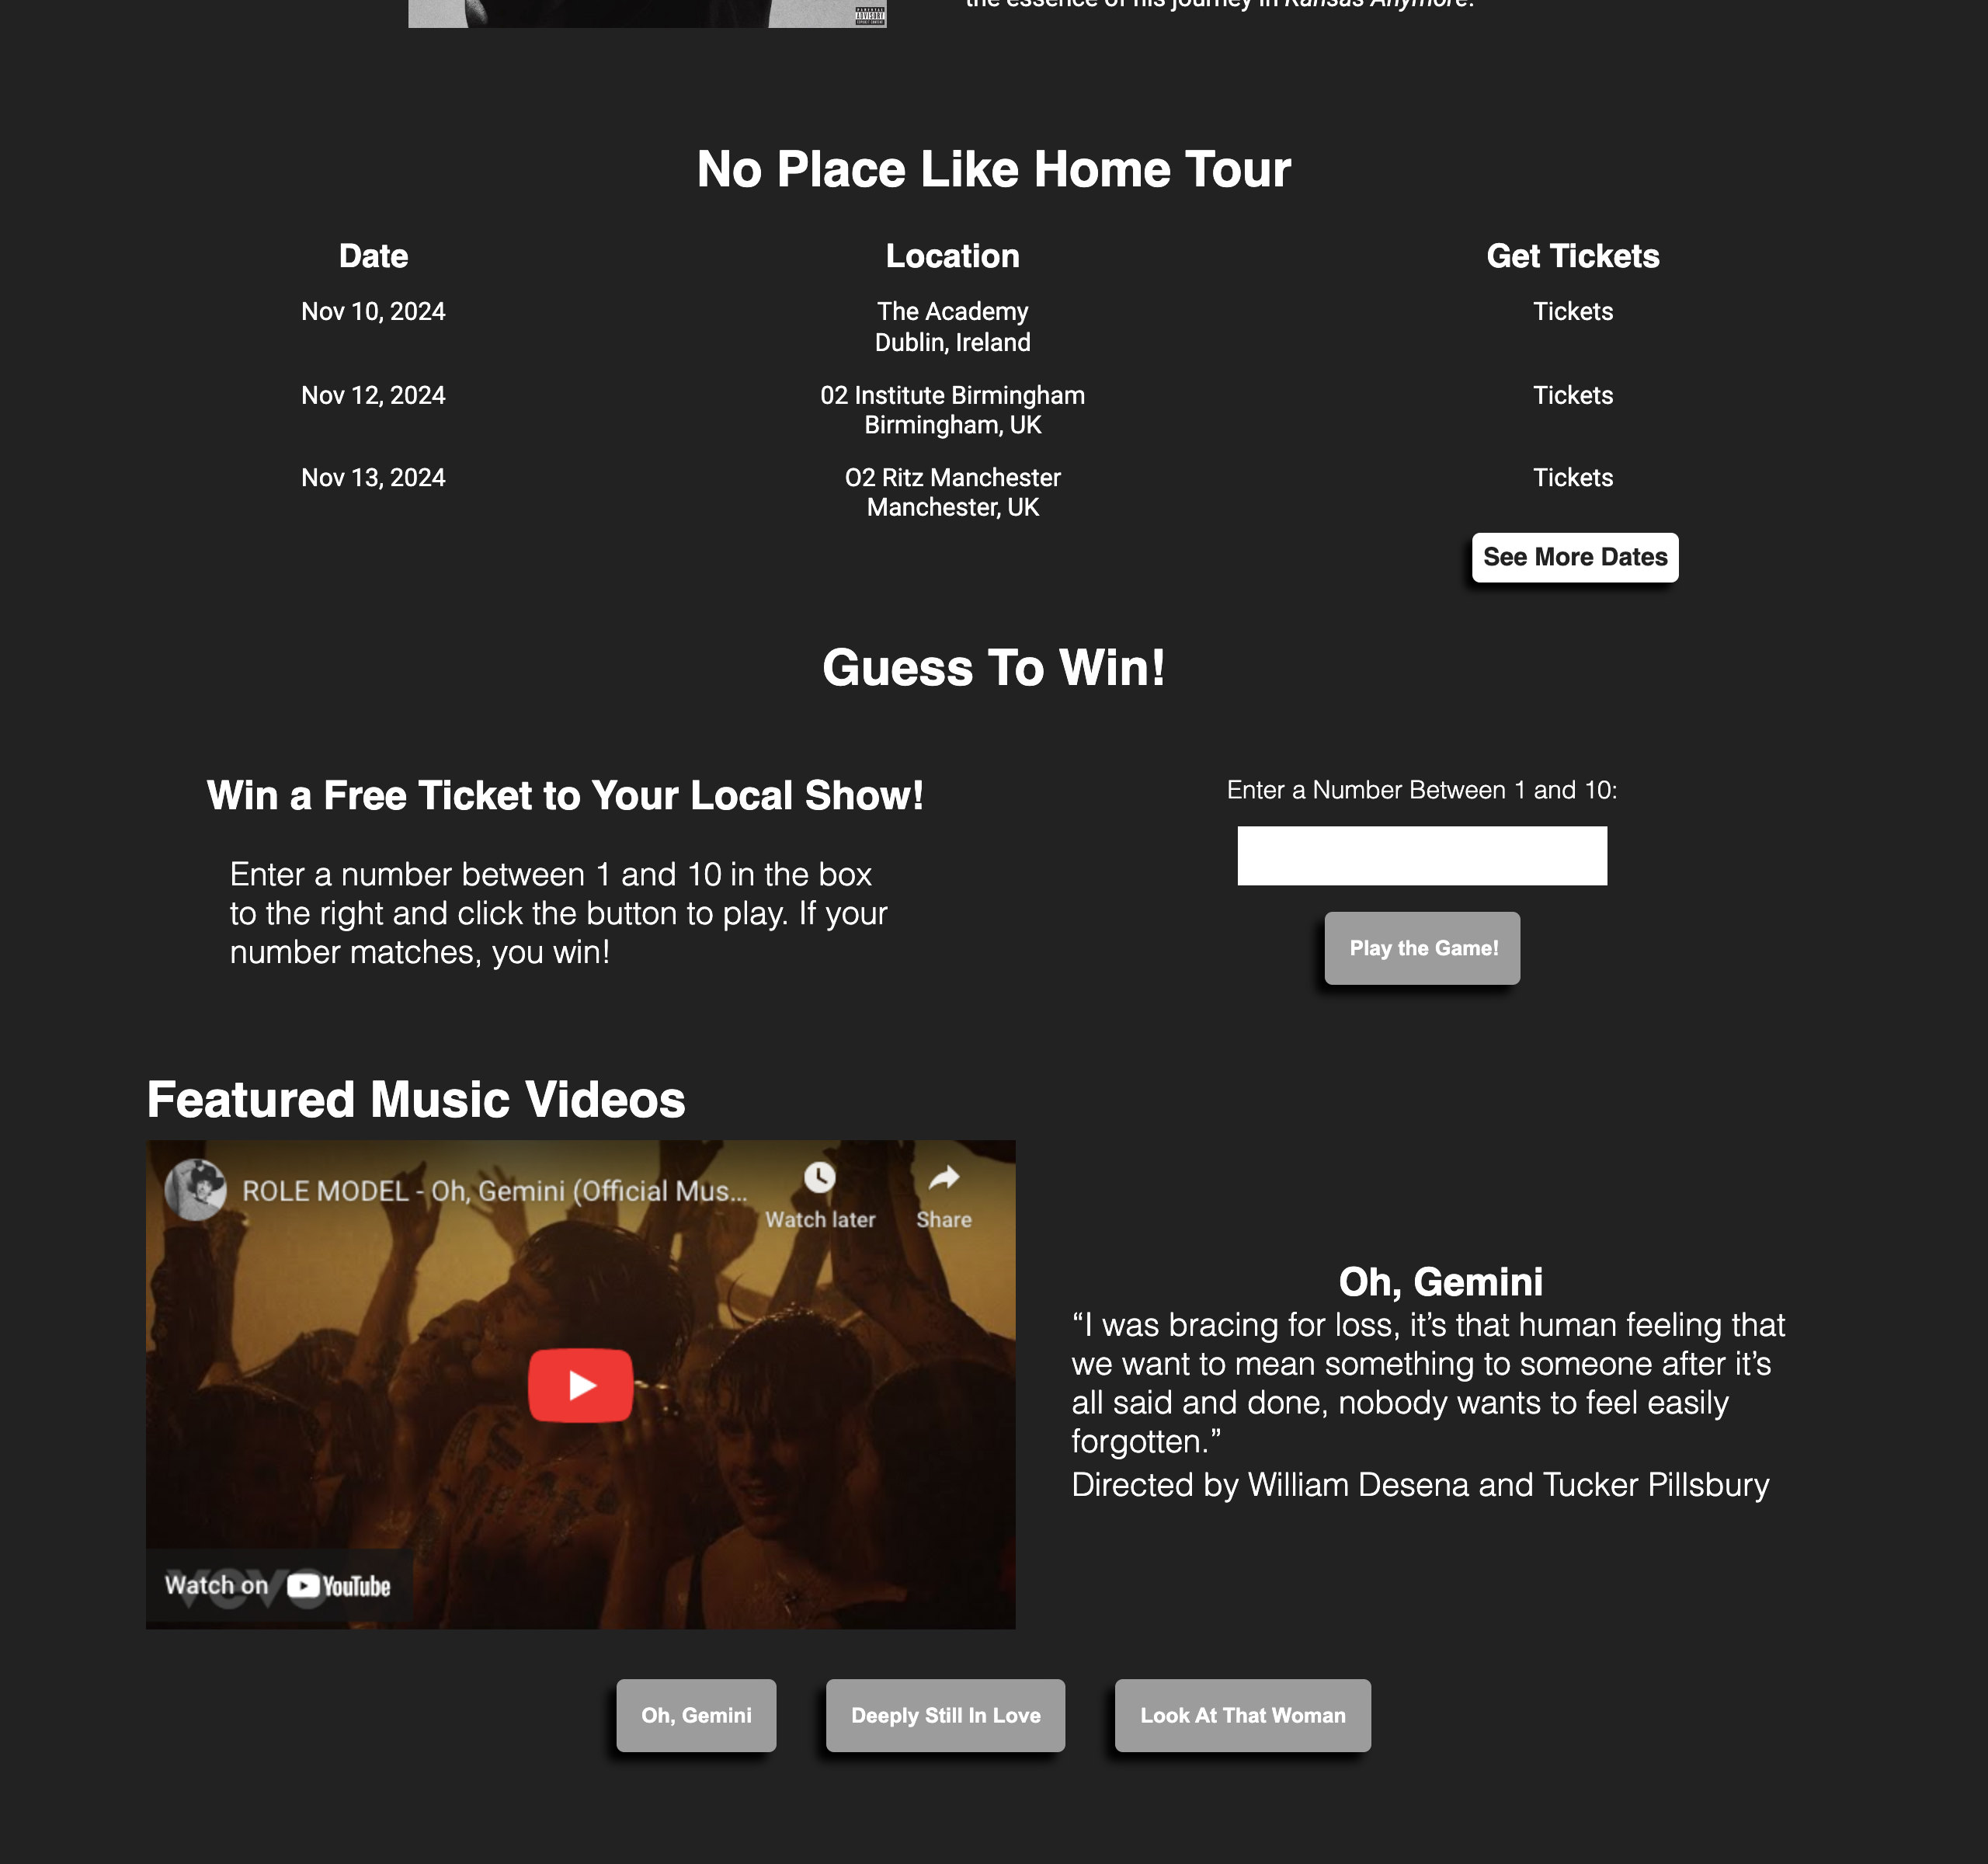 the essence of his journey in Kansas Anymore.
PARENTAL
ADVISORY
EXPLICIT CONTENT
No Place Like Home Tour
Date Location Get Tickets
Nov 10, 2024 The Academy Tickets
Dublin, Ireland
Nov 12, 2024 02 Institute Birmingham Tickets
Birmingham, UK
Nov 13, 2024 O2 Ritz Manchester Tickets
Manchester, UK
See More Dates
Guess To Win!
Win a Free Ticket to Your Local Show!
Enter a number between 1 and 10 in the box
to the right and click the button to play. If your
number matches, you win!
Enter a Number Between 1 and 10:
Play the Game!
Featured Music Videos
ROLE MODEL - Oh, Gemini (Official Mus...
Watch later Share
vevo
Watch on YouTube
Oh, Gemini
“I was bracing for loss, it’s that human feeling that
we want to mean something to someone after it’s
all said and done, nobody wants to feel easily
forgotten.”
Directed by William Desena and Tucker Pillsbury
Oh, Gemini Deeply Still In Love Look At That Woman